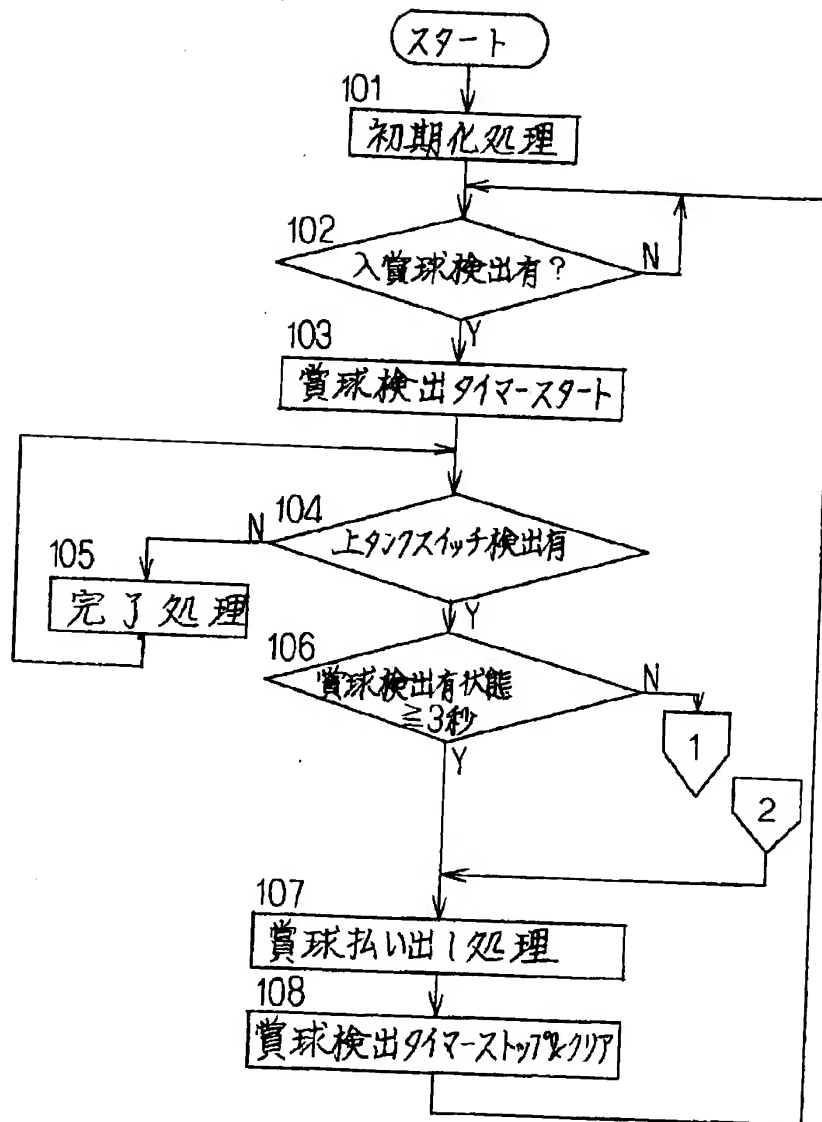 スタート
101
初期化処理
102
入賞球検出有?
N
Y
103
賞球検出タイマースタート
104
N
上タンクスイッチ検出有
105
完了処理
Y
106
賞球検出有状態
≧3秒
N
Y
1
2
107
賞球払い出し処理
108
賞球検出タイマーストップ&クリア